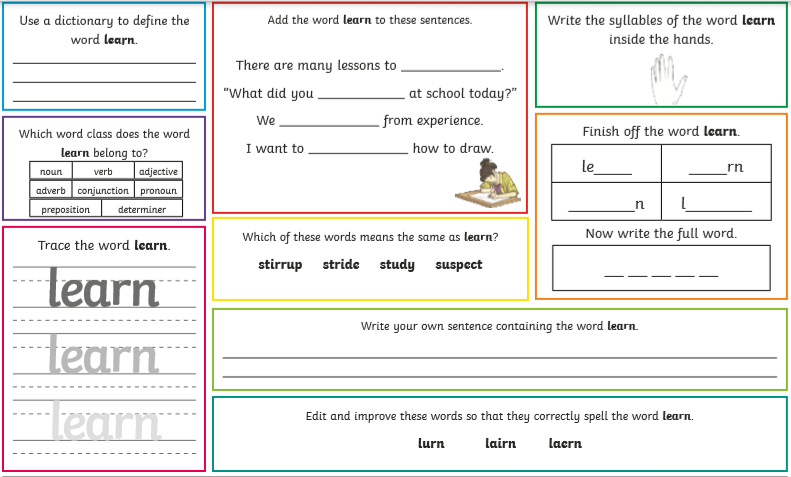 Use a dictionary to define the
word learn.
Add the word learn to these sentences.
There are many lessons to ______________.
“What did you ____________ at school today?”
We ______________ from experience.
I want to ______________ how to draw.
Write the syllables of the word learn
inside the hands.
Which word class does the word
learn belong to?
noun verb adjective
adverb conjunction pronoun
preposition determiner
Finish off the word learn.
le_____ _____rn
_________n l_________
Now write the full word.
__ __ __ __ __
Trace the word learn.
learn
learn
learn
Which of these words means the same as learn?
stirrup stride study suspect
Write your own sentence containing the word learn.
Edit and improve these words so that they correctly spell the word learn.
lurn lairn laern